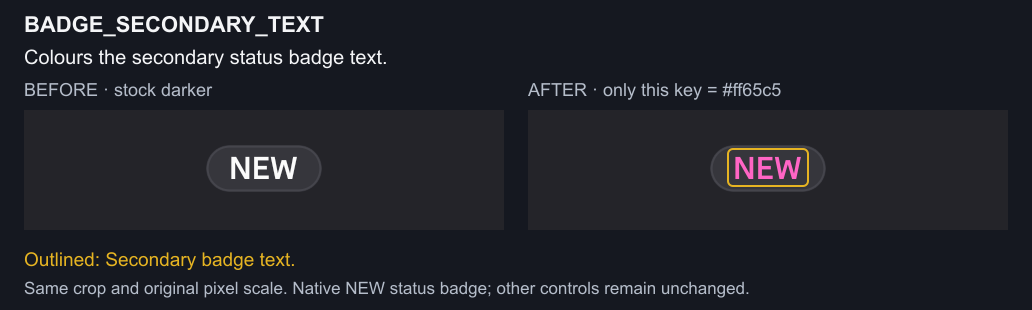 BADGE_SECONDARY_TEXT
Colours the secondary status badge text.
BEFORE · stock darker
AFTER · only this key = #ff65c5
NEW
NEW
Outlined: Secondary badge text.
Same crop and original pixel scale. Native NEW status badge; other controls remain unchanged.